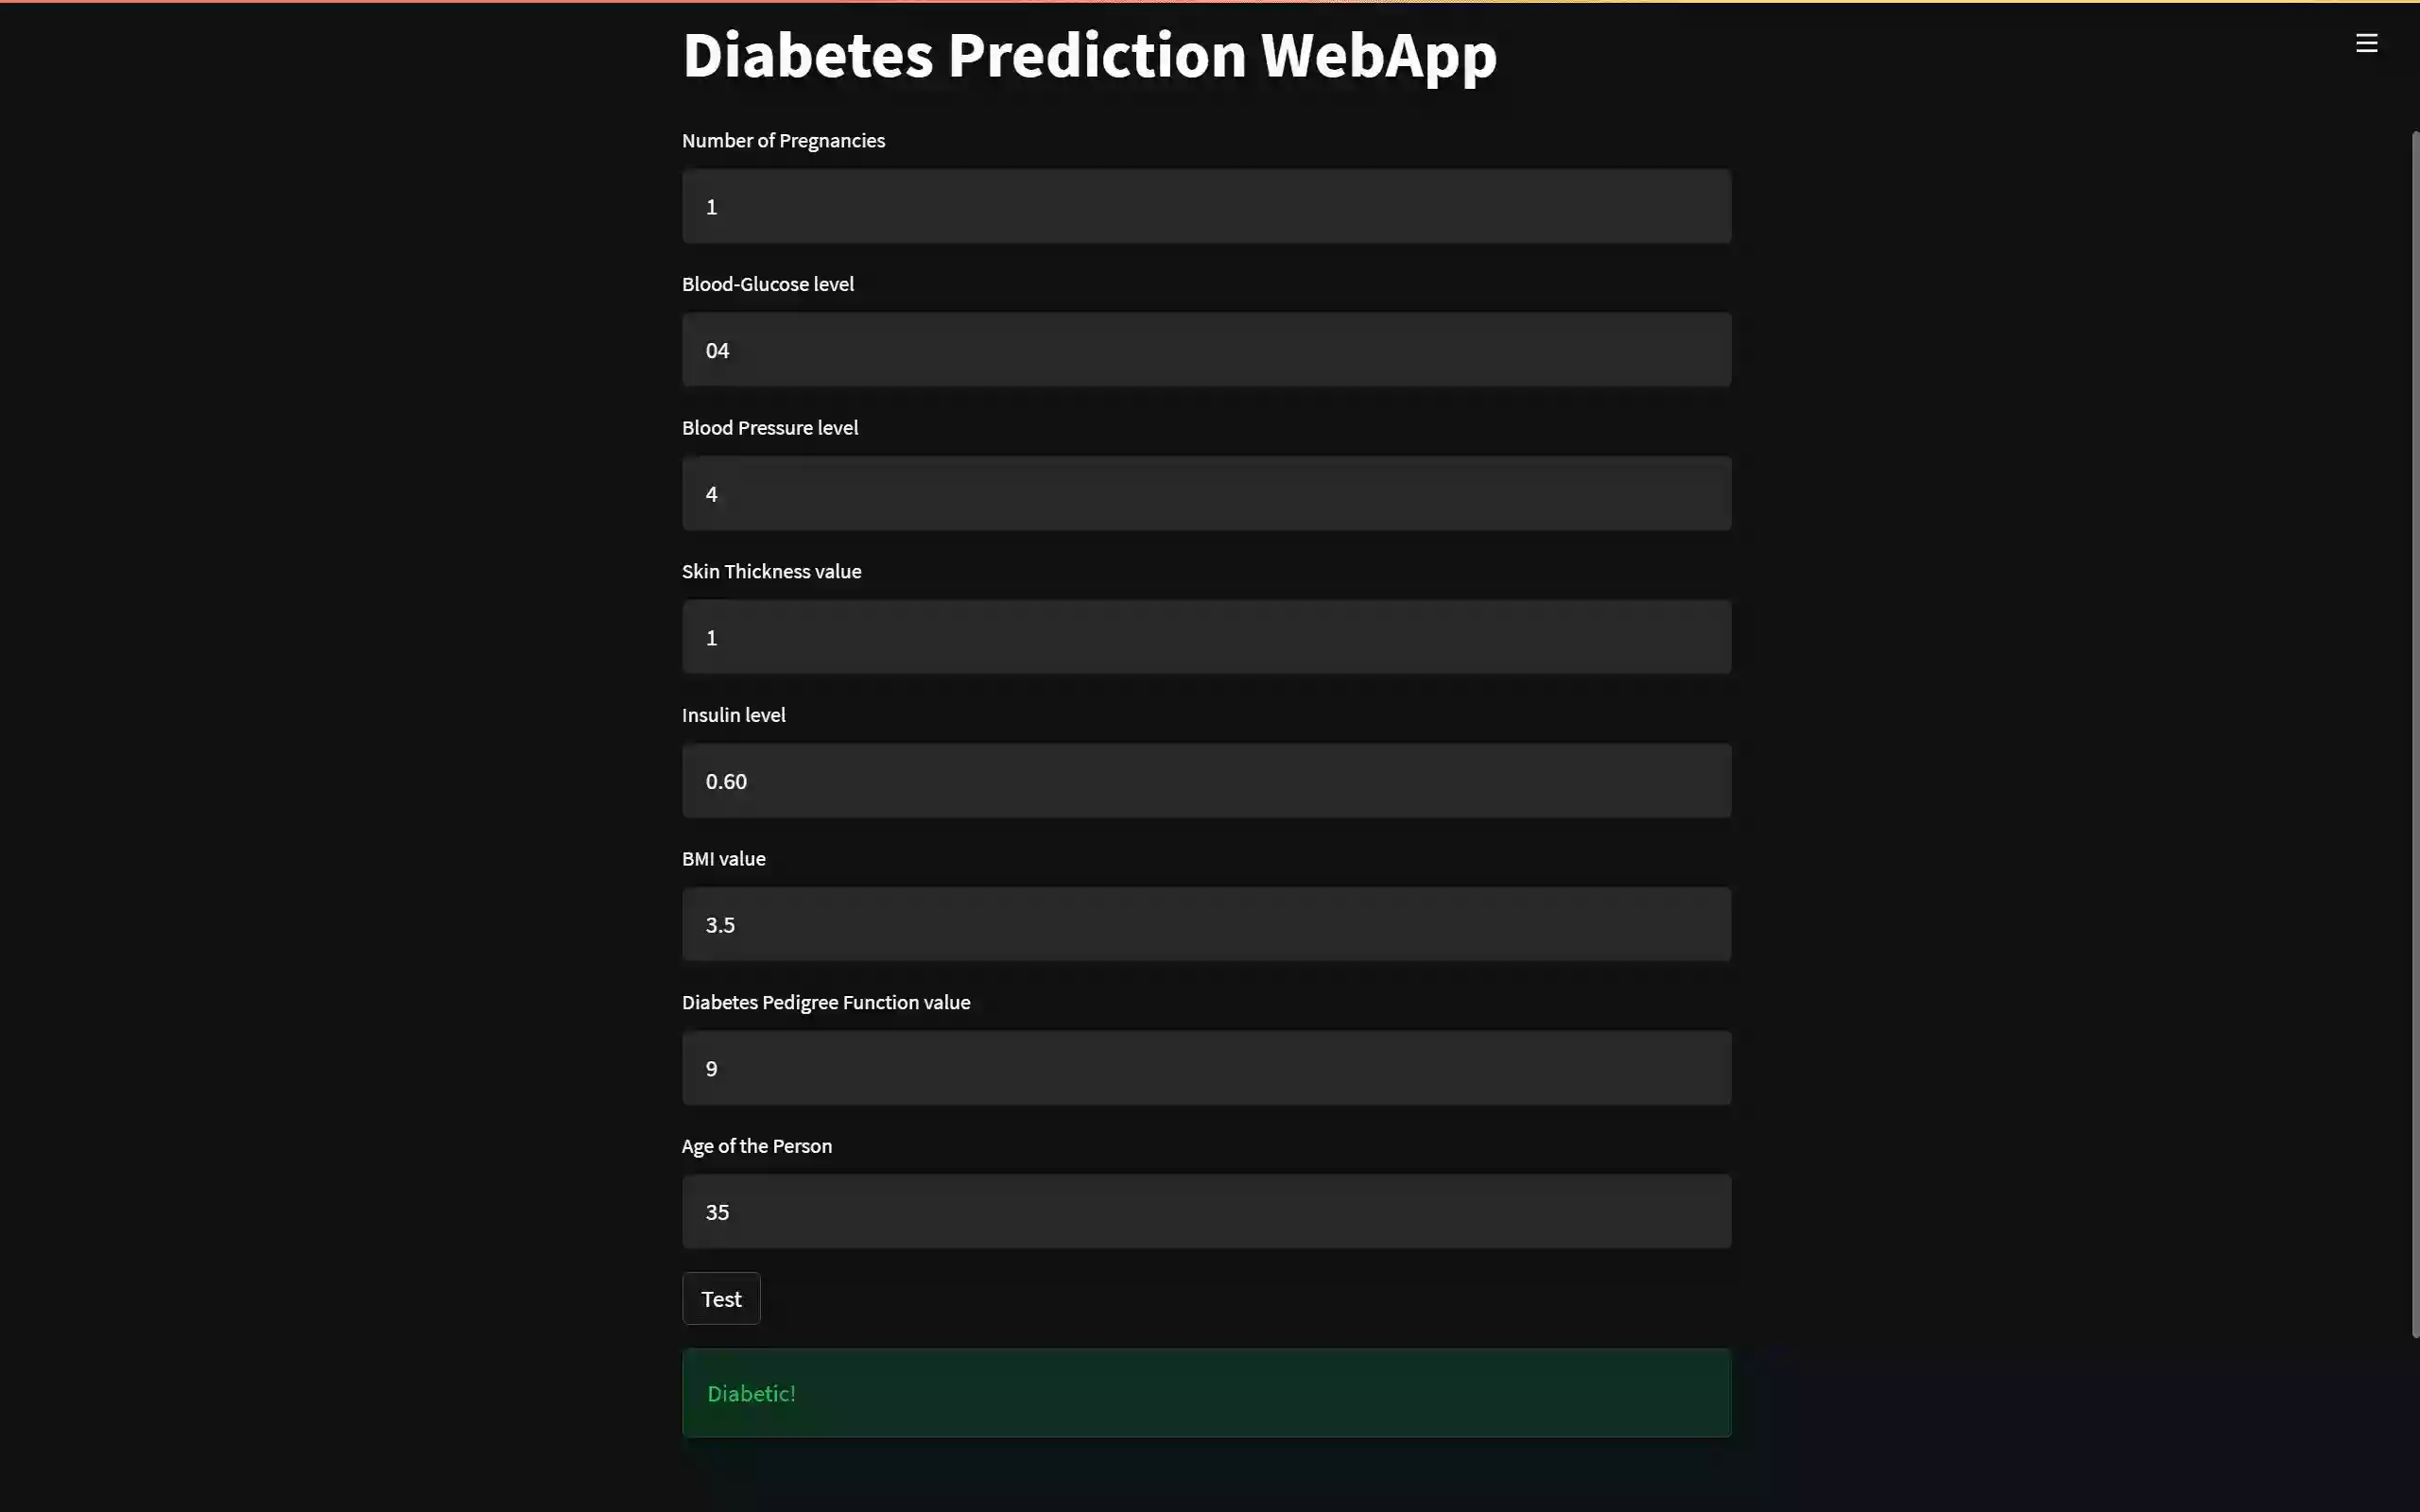 Diabetes Prediction WebApp
Number of Pregnancies
1
Blood-Glucose level
04
Blood Pressure level
4
Skin Thickness value
1
Insulin level
0.60
BMI value
3.5
Diabetes Pedigree Function value
9
Age of the Person
35
Test
Diabetic!